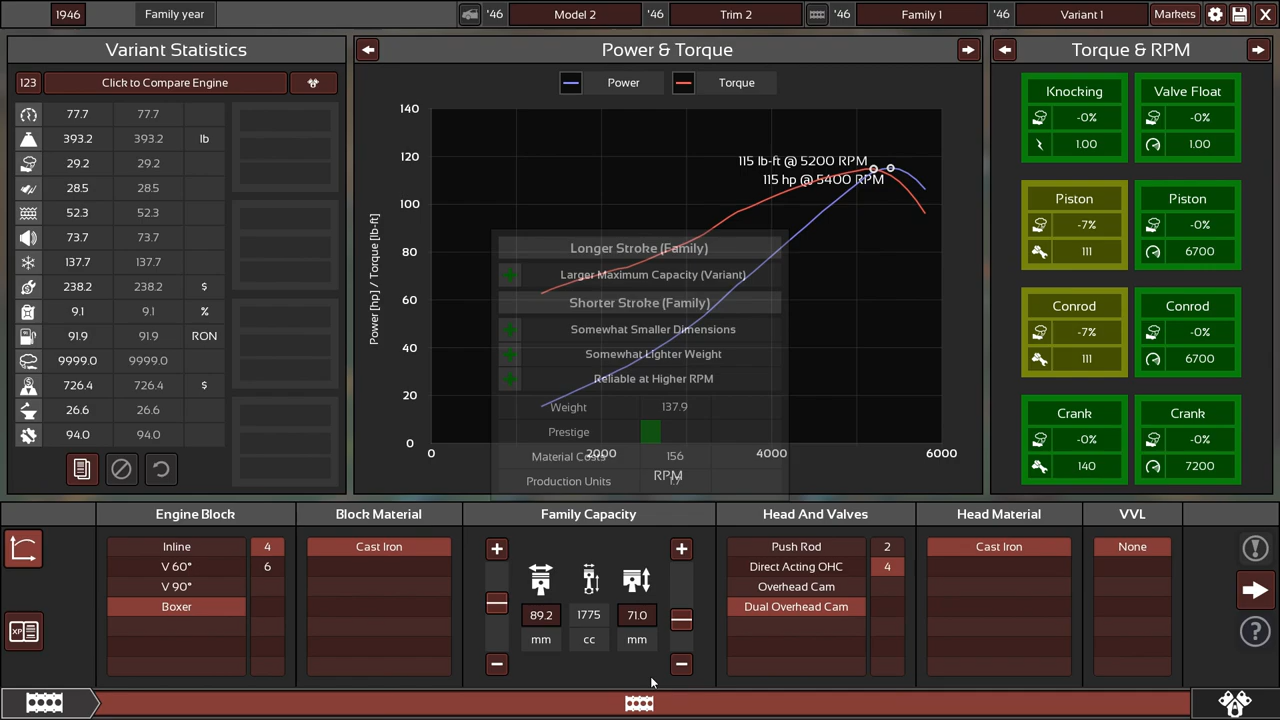 1946
Family year
'46
Model 2
'46
Trim 2
'46
Family 1
'46
Variant 1
Markets
Variant Statistics
123
Click to Compare Engine
77.7 77.7
393.2 393.2 lb
29.2 29.2
28.5 28.5
52.3 52.3
73.7 73.7
137.7 137.7
238.2 238.2 $
9.1 9.1 %
91.9 91.9 RON
9999.0 9999.0
726.4 726.4 $
26.6 26.6
94.0 94.0
Power & Torque
Power
Torque
140
120
100
80
60
40
20
0
Power [hp] / Torque [lb-ft]
115 lb-ft @ 5200 RPM
115 hp @ 5400 RPM
0 2000 4000 6000
RPM
Longer Stroke (Family)
Larger Maximum Capacity (Variant)
Shorter Stroke (Family)
Somewhat Smaller Dimensions
Somewhat Lighter Weight
Reliable at Higher RPM
Weight 137.9
Prestige
Material Costs 156
Production Units
Torque & RPM
Knocking
-0%
1.00
Valve Float
-0%
1.00
Piston
-7%
111
Piston
-0%
6700
Conrod
-7%
111
Conrod
-0%
6700
Crank
-0%
140
Crank
-0%
7200
Engine Block
Inline 4
V 60° 6
V 90°
Boxer
Block Material
Cast Iron
Family Capacity
89.2 1775 71.0
mm cc mm
Head And Valves
Push Rod 2
Direct Acting OHC 4
Overhead Cam
Dual Overhead Cam
Head Material
Cast Iron
VVL
None
XP